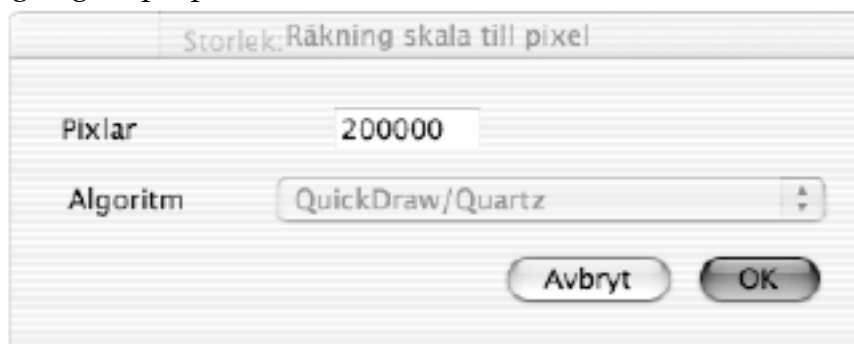 Storlek: Räkning skala till pixel
Pixlar 200000
Algoritm QuickDraw/Quartz
Avbryt OK